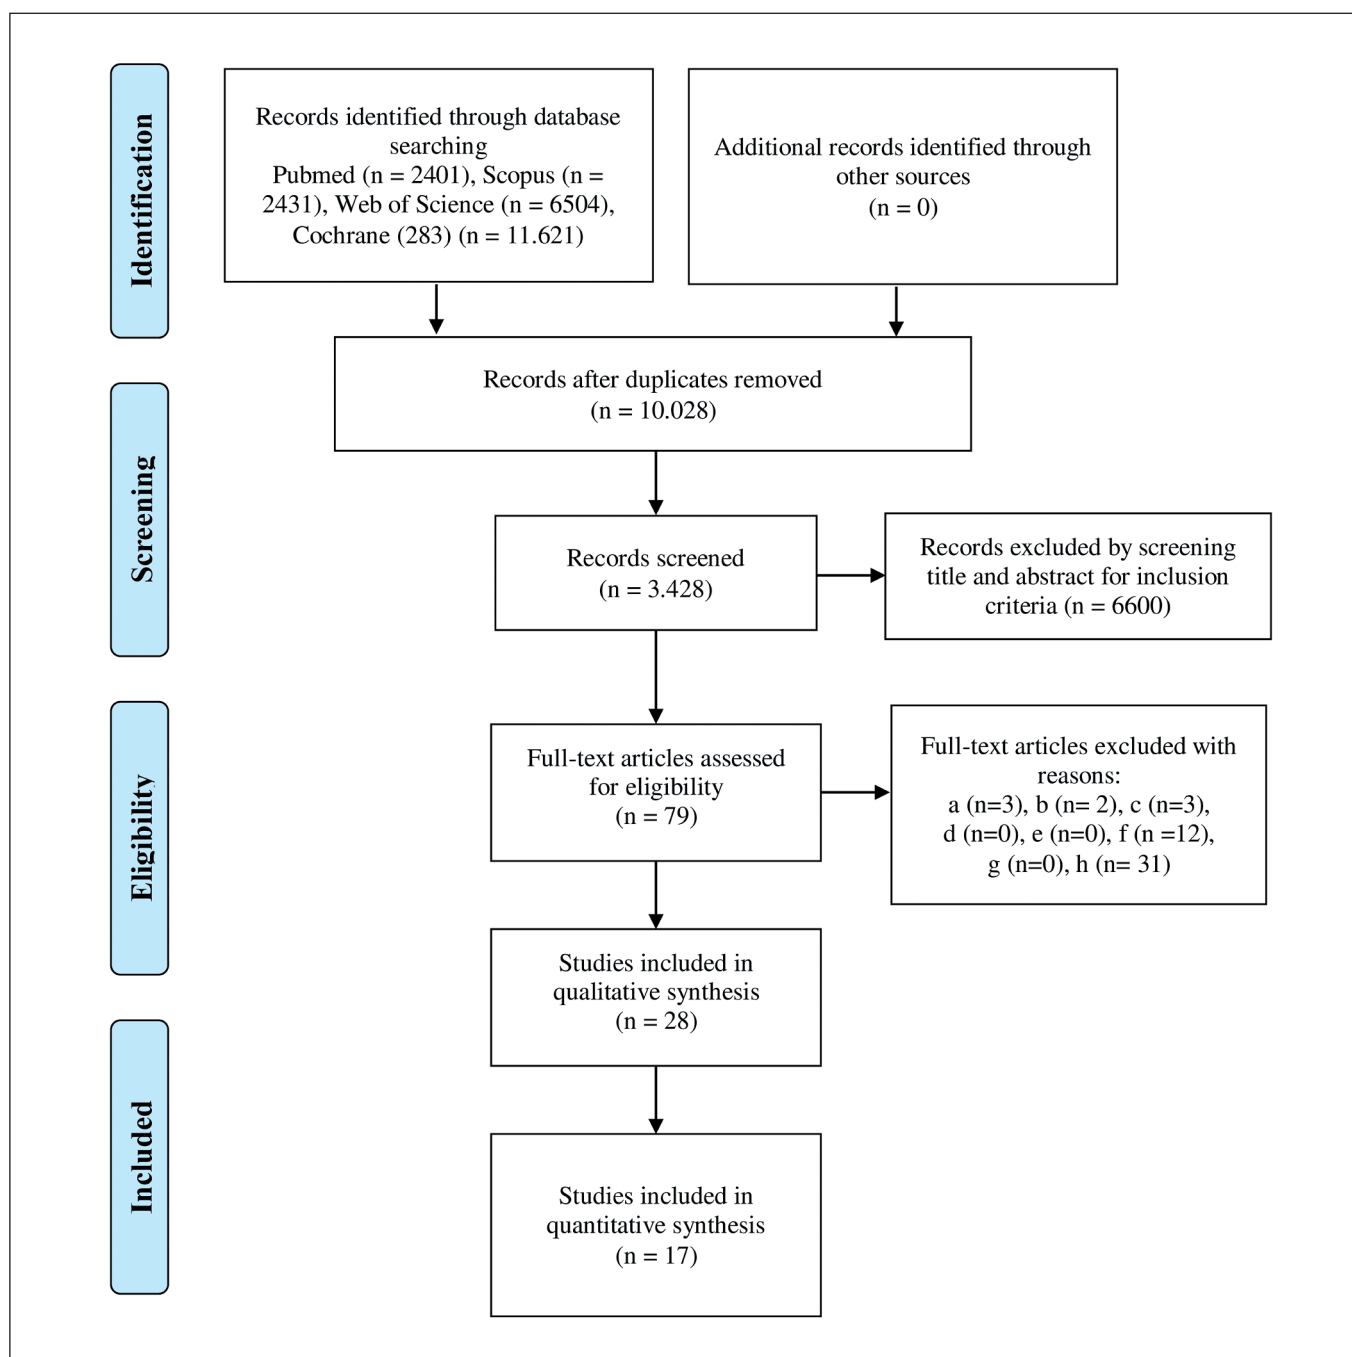 Identification
Records identified through database
searching
Pubmed (n = 2401), Scopus (n =
2431), Web of Science (n = 6504),
Cochrane (283) (n = 11.621)
Additional records identified through
other sources
(n = 0)
Records after duplicates removed
(n = 10.028)
Screening
Records screened
(n = 3.428)
Records excluded by screening
title and abstract for inclusion
criteria (n = 6600)
Eligibility
Full-text articles assessed
for eligibility
(n = 79)
Full-text articles excluded with
reasons:
a (n=3), b (n= 2), c (n=3),
d (n=0), e (n=0), f (n =12),
g (n=0), h (n= 31)
Studies included in
qualitative synthesis
(n = 28)
Included
Studies included in
quantitative synthesis
(n = 17)